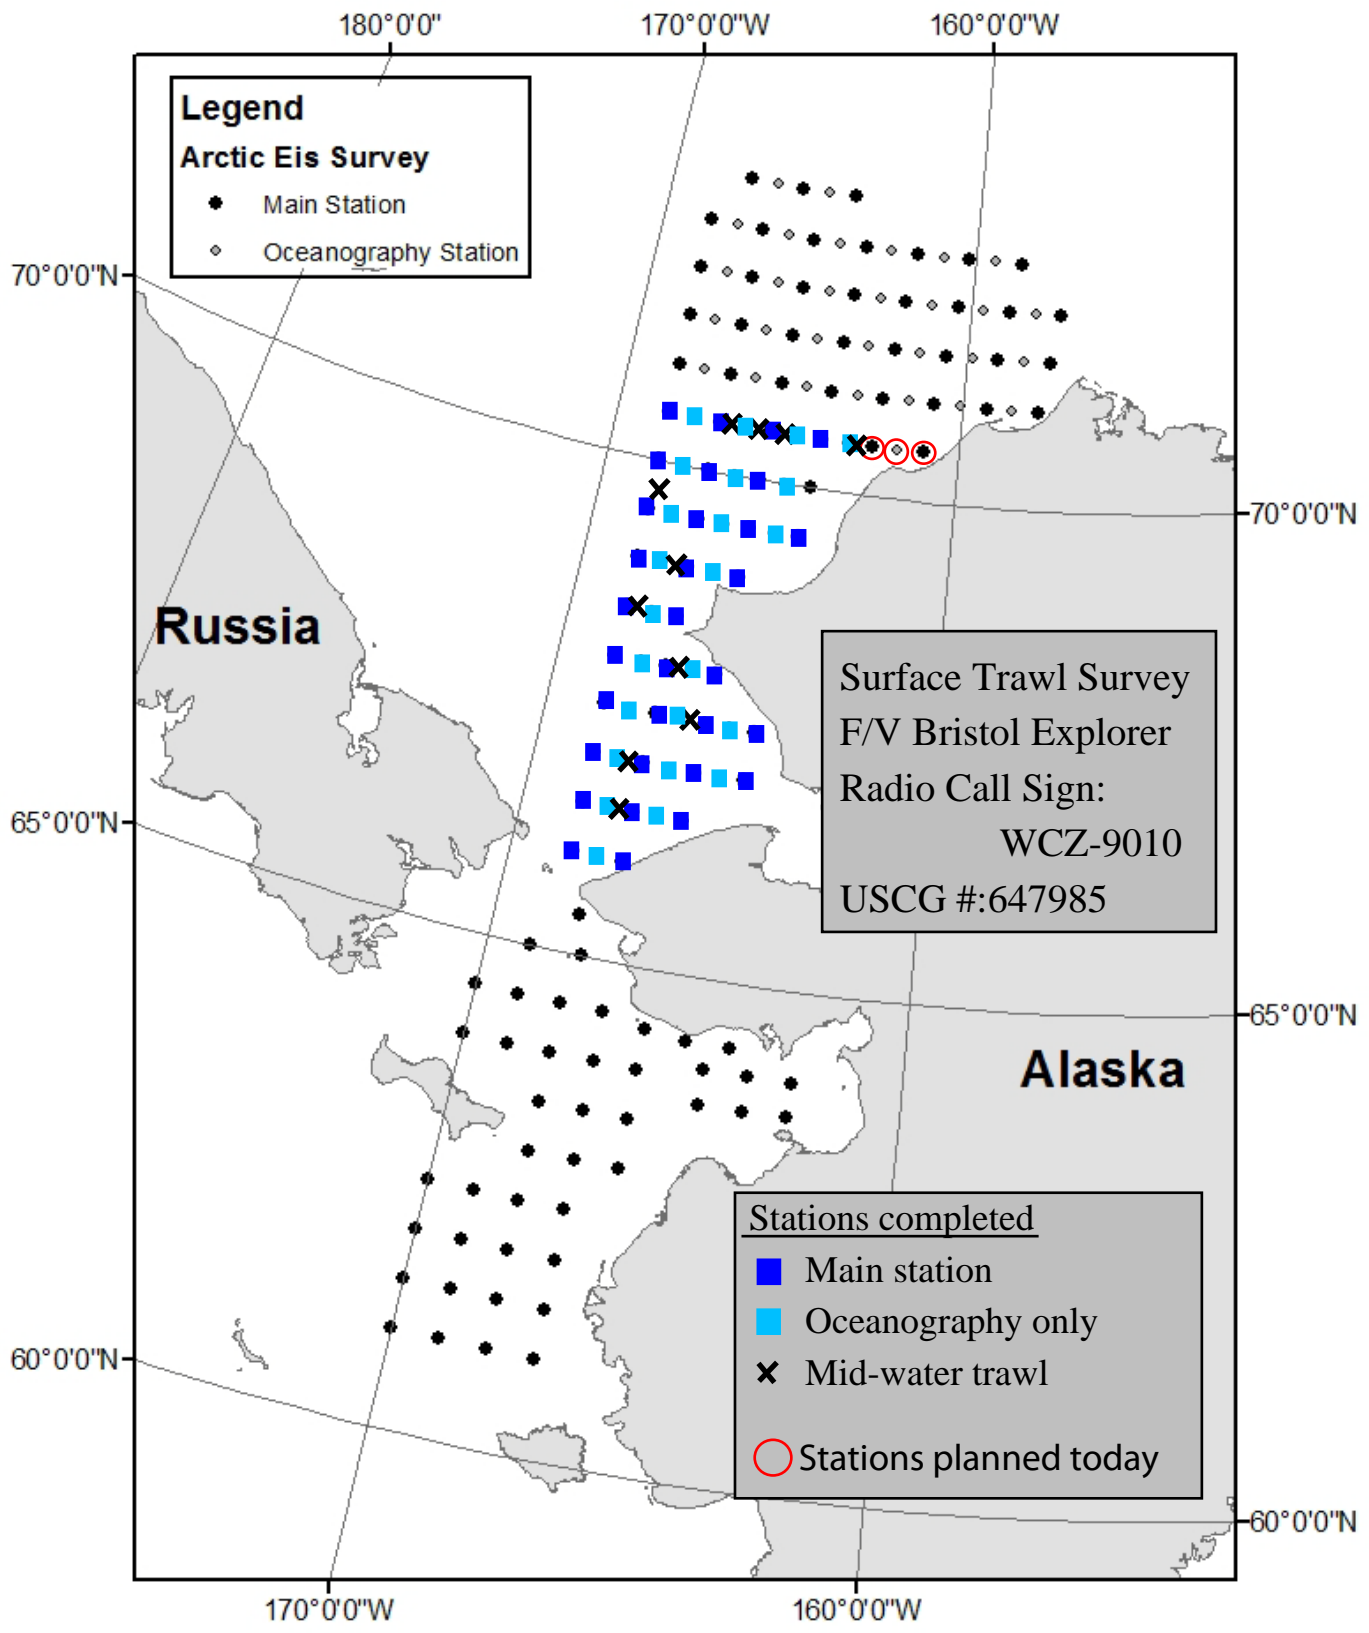 180°0'0"
170°0'0"W
160°0'0"W
Legend
Arctic Eis Survey
Main Station
Oceanography Station
70°0'0"N
70°0'0"N
Russia
Surface Trawl Survey
F/V Bristol Explorer
Radio Call Sign:
WCZ-9010
USCG #:647985
65°0'0"N
65°0'0"N
Alaska
Stations completed
Main station
Oceanography only
Mid-water trawl
Stations planned today
60°0'0"N
60°0'0"N
170°0'0"W
160°0'0"W